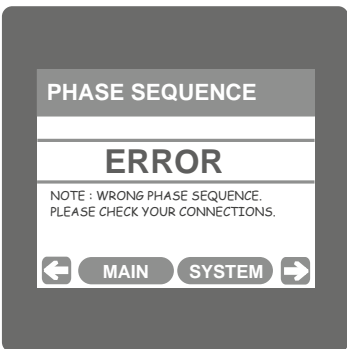 PHASE SEQUENCE
ERROR
NOTE : WRONG PHASE SEQUENCE.
PLEASE CHECK YOUR CONNECTIONS.
MAIN SYSTEM